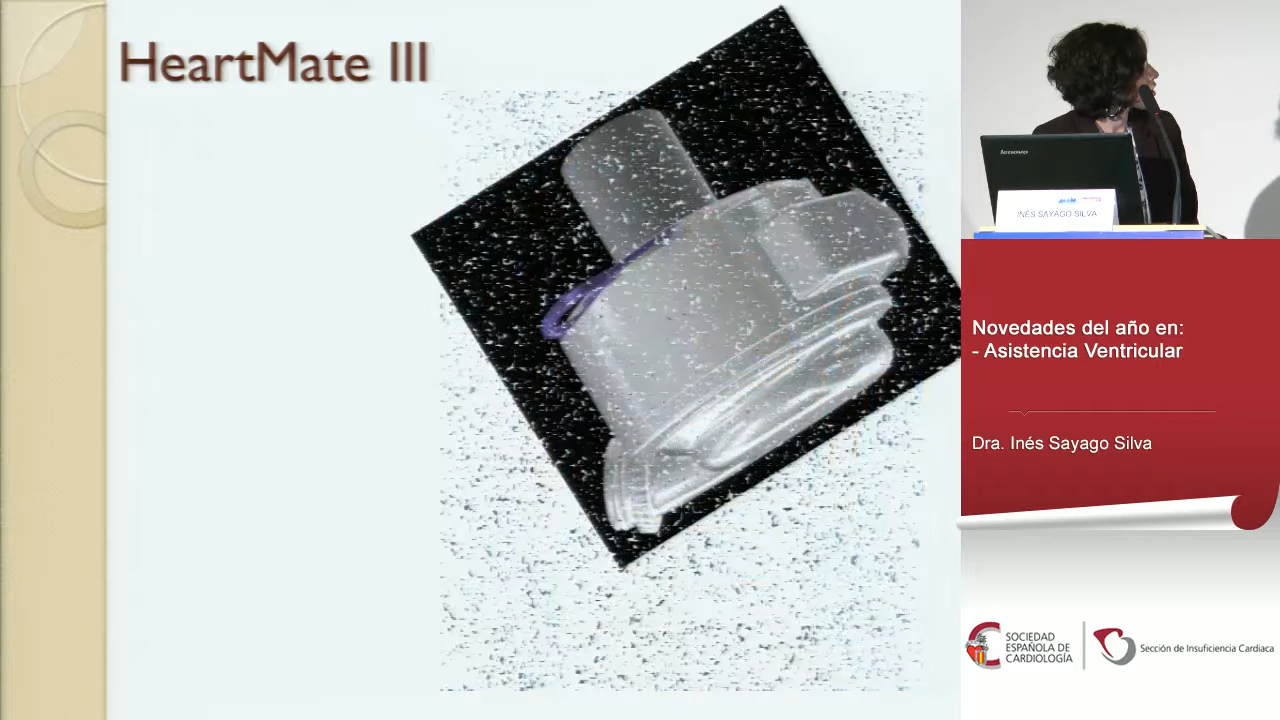 HeartMate III
lenovo
INÉS SAYAGO SILVA
Novedades del año en:
- Asistencia Ventricular
Dra. Inés Sayago Silva
SOCIEDAD
ESPAÑOLA DE
CARDIOLOGÍA
Sección de Insuficiencia Cardiaca